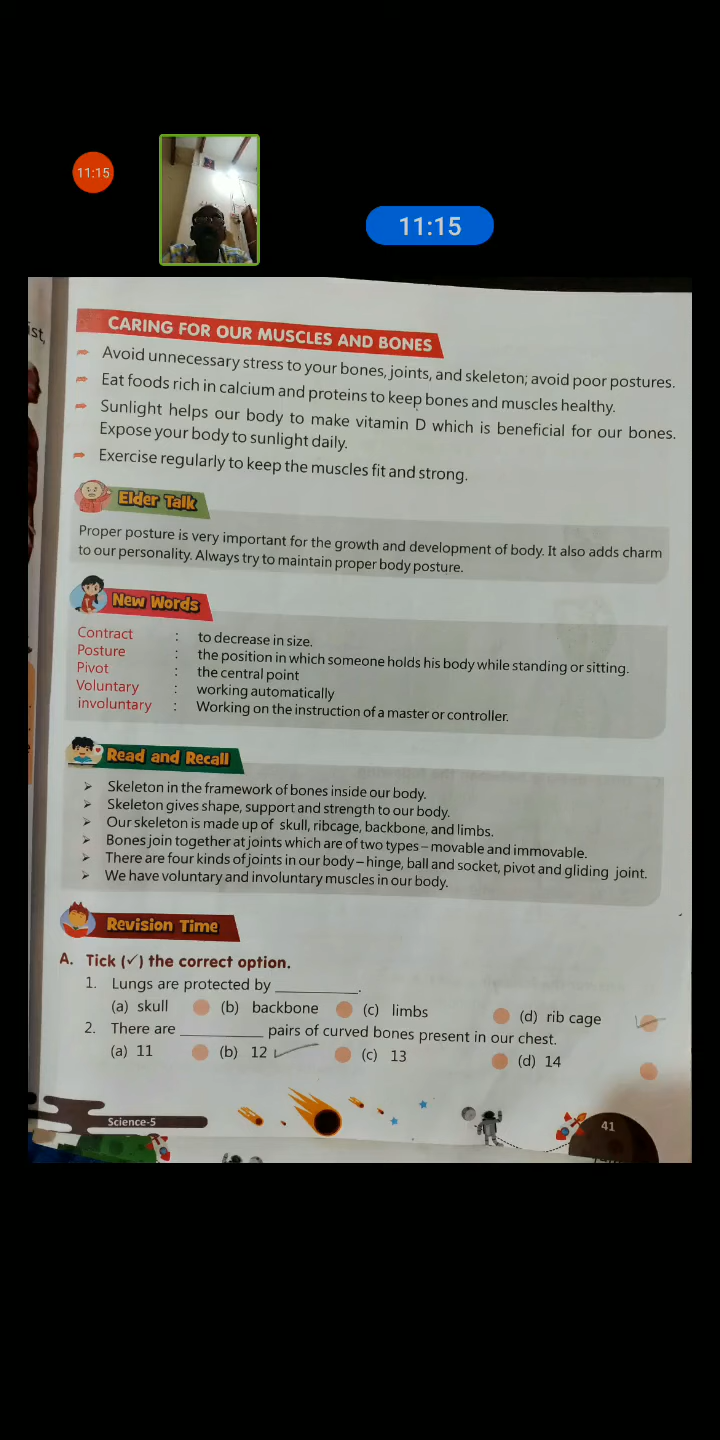 11:15
11:15
ist,
CARING FOR OUR MUSCLES AND BONES
Avoid unnecessary stress to your bones, joints, and skeleton; avoid poor postures.
Eat foods rich in calcium and proteins to keep bones and muscles healthy.
Sunlight helps our body to make vitamin D which is beneficial for our bones.
Expose your body to sunlight daily.
Exercise regularly to keep the muscles fit and strong.
Elder Talk
Proper posture is very important for the growth and development of body. It also adds charm
to our personality. Always try to maintain proper body posture.
New Words
Contract : to decrease in size.
Posture : the position in which someone holds his body while standing or sitting.
Pivot : the central point
Voluntary : working automatically
involuntary : Working on the instruction of a master or controller.
Read and Recall
Skeleton in the framework of bones inside our body.
Skeleton gives shape, support and strength to our body.
Our skeleton is made up of skull, ribcage, backbone, and limbs.
Bones join together at joints which are of two types – movable and immovable.
There are four kinds of joints in our body – hinge, ball and socket, pivot and gliding joint.
We have voluntary and involuntary muscles in our body.
Revision Time
A. Tick (✓) the correct option.
1. Lungs are protected by __________.
(a) skull (b) backbone (c) limbs (d) rib cage
2. There are __________ pairs of curved bones present in our chest.
(a) 11 (b) 12 (c) 13 (d) 14
Science-5
41